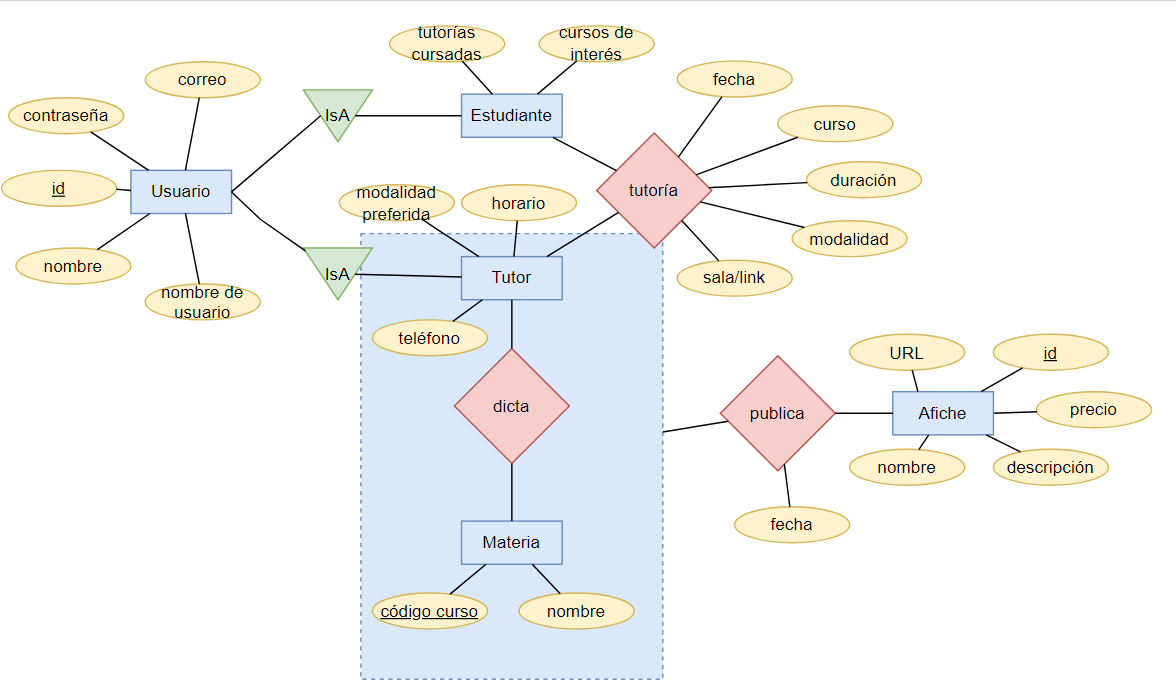 tutorías
cursadas
cursos de
interés
correo
fecha
contraseña
IsA
Estudiante
curso
id
Usuario
modalidad
preferida
horario
tutoría
duración
modalidad
nombre
IsA
Tutor
sala/link
nombre de
usuario
teléfono
URL
id
dicta
publica
Afiche
precio
nombre
descripción
fecha
Materia
código curso
nombre